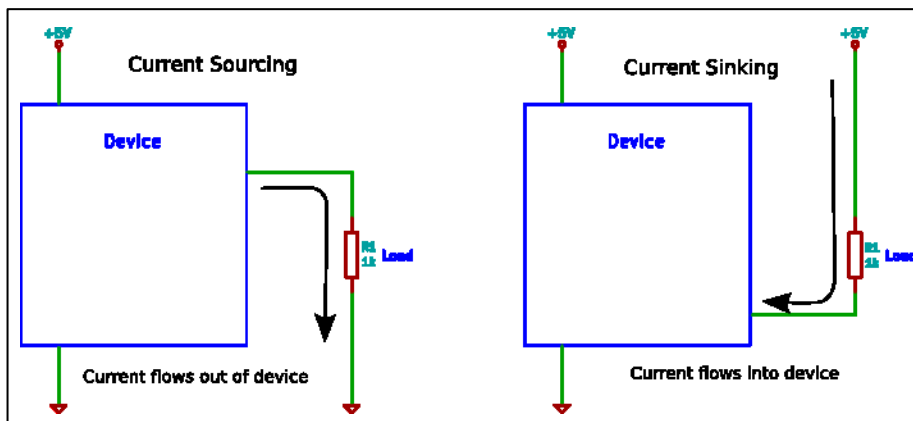 +5V
Current Sourcing
Device
R1
1k
Load
Current flows out of device
+5V
+5V
Current Sinking
Device
R1
1k
Load
Current flows into device